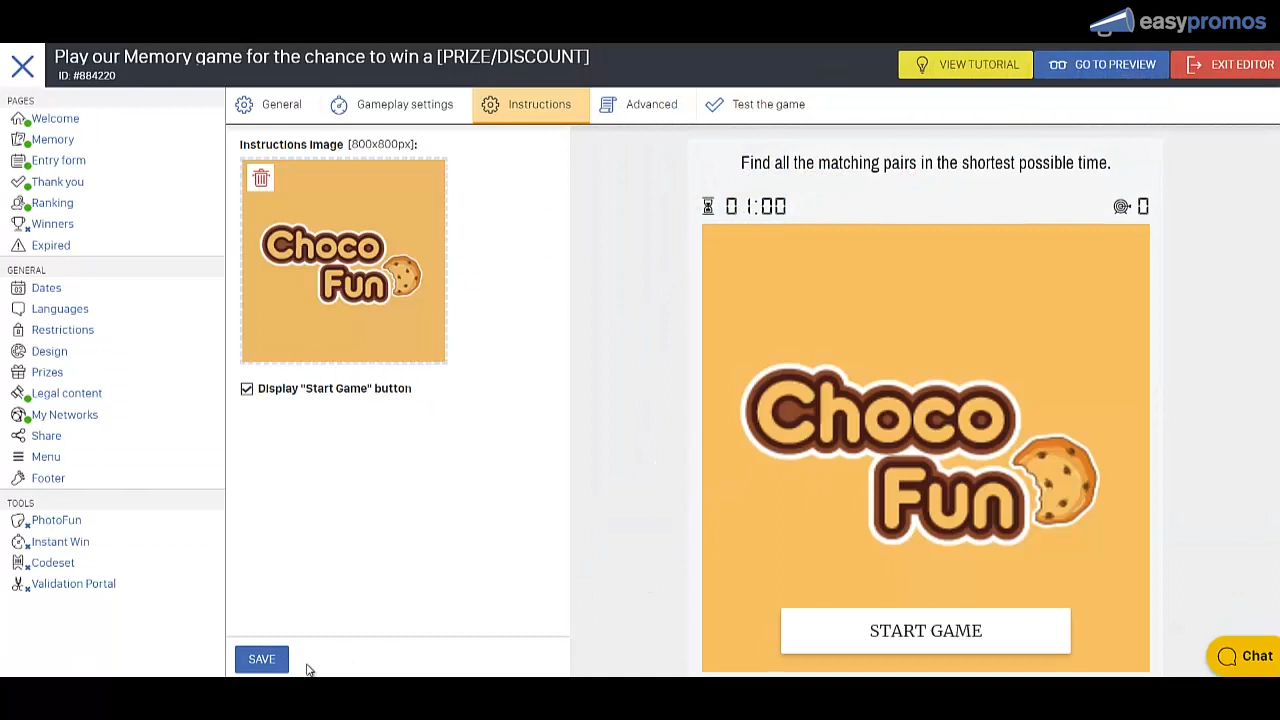 easypromos
Play our Memory game for the chance to win a [PRIZE/DISCOUNT]
ID: #884220
VIEW TUTORIAL
GO TO PREVIEW
EXIT EDITOR
PAGES
Welcome
Memory
Entry form
Thank you
Ranking
Winners
Expired
GENERAL
Dates
Languages
Restrictions
Design
Prizes
Legal content
My Networks
Share
Menu
Footer
TOOLS
PhotoFun
Instant Win
Codeset
Validation Portal
General
Gameplay settings
Instructions
Advanced
Test the game
Instructions Image [800x800px]:
Choco
Fun
Display "Start Game" button
SAVE
Find all the matching pairs in the shortest possible time.
01:00
0
Choco
Fun
START GAME
Chat